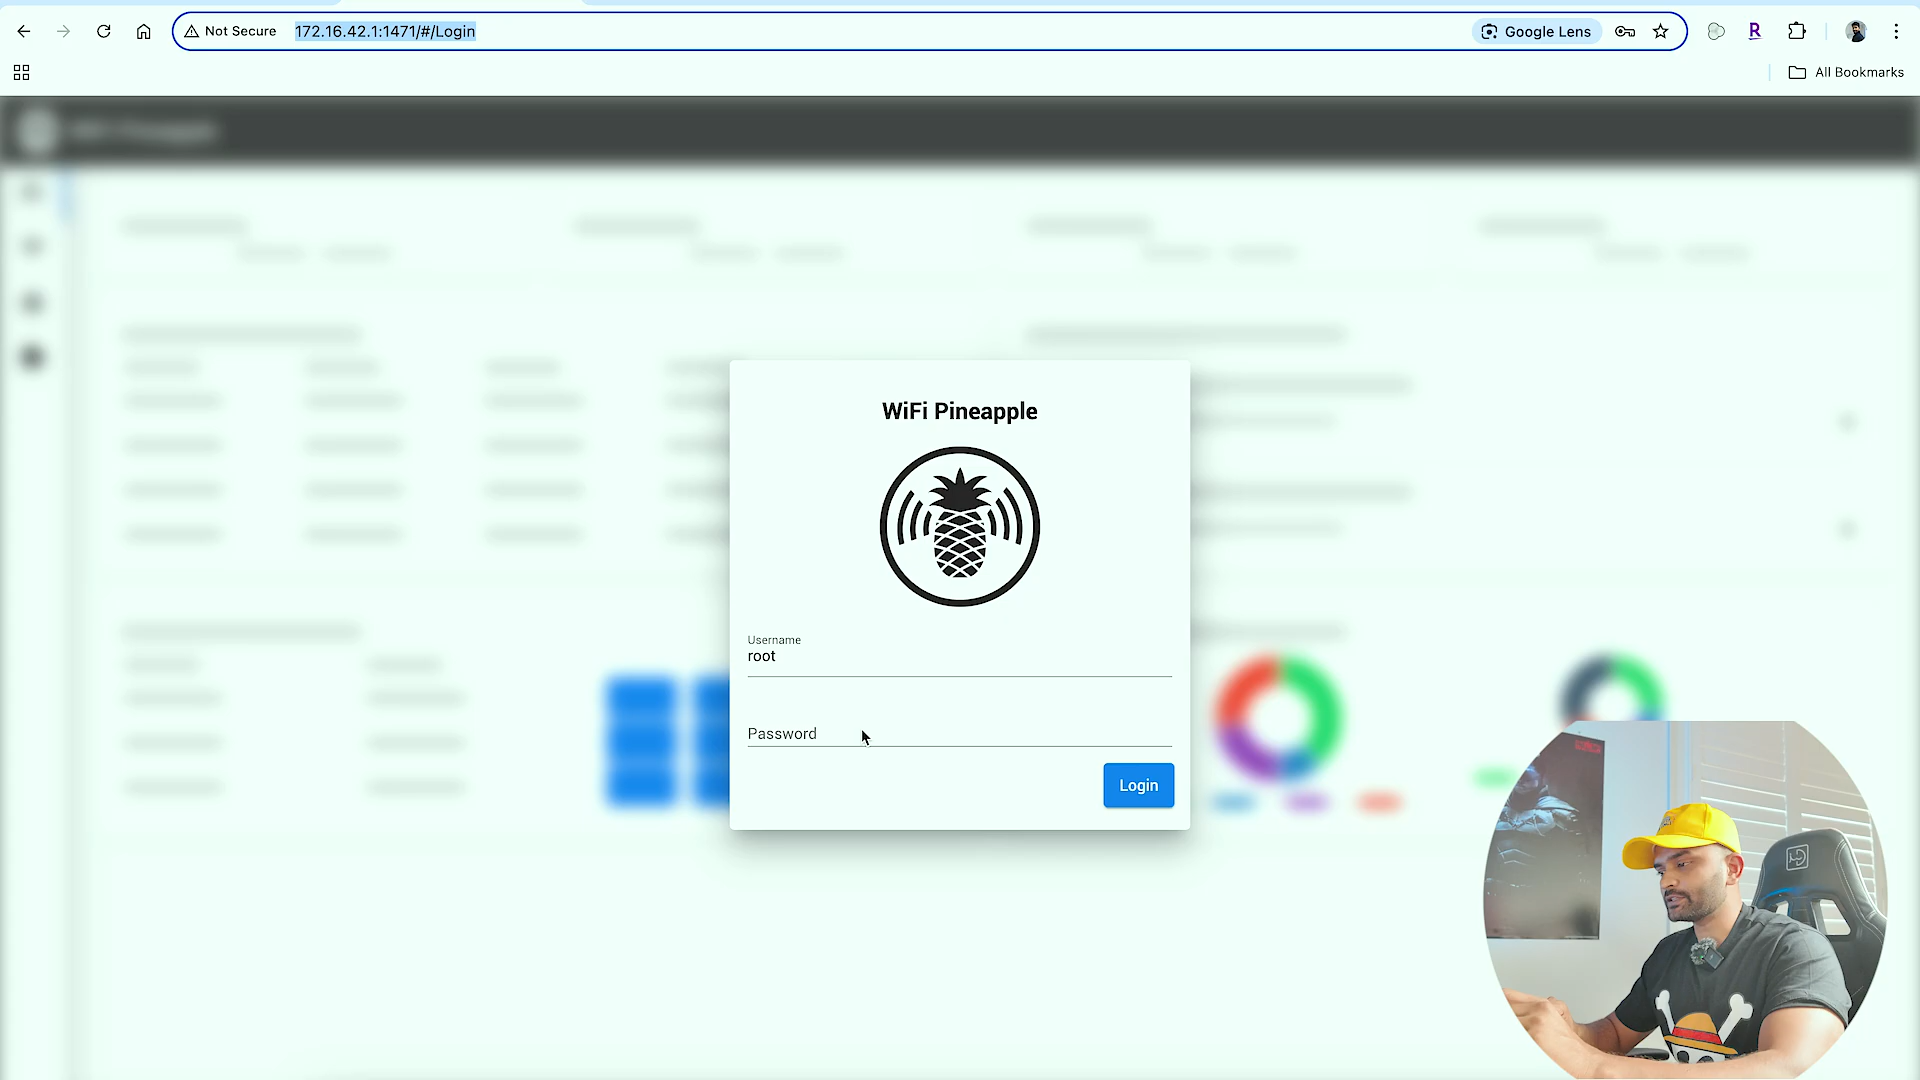 Not Secure
172.16.42.1:1471/#/Login
Google Lens
R
All Bookmarks
WiFi Pineapple
Username
root
Password
Login